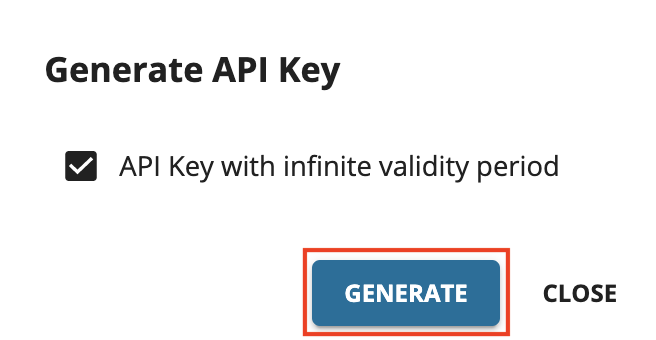 Generate API Key
API Key with infinite validity period
GENERATE CLOSE